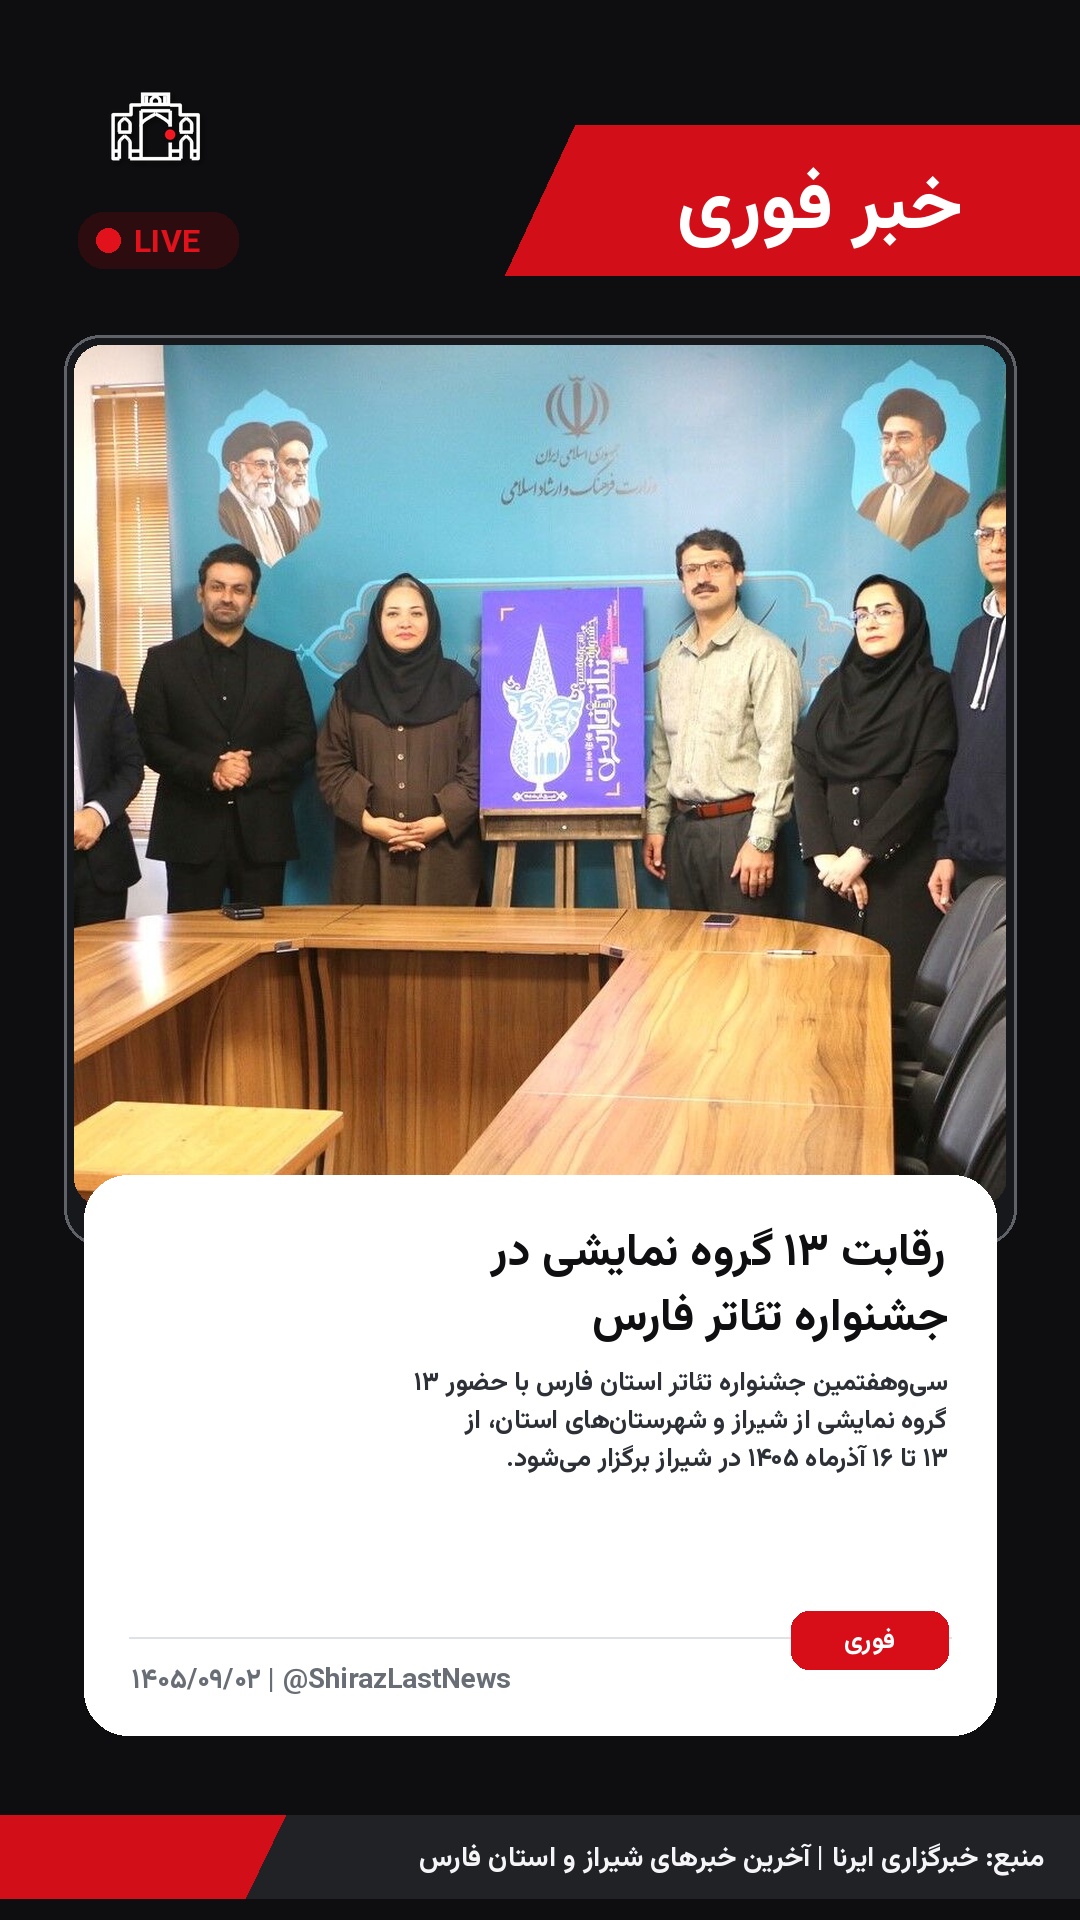 خبر فوری
LIVE
جمهوری اسلامی ایران
وزارت فرهنگ و ارشاد اسلامی
تئاتر فارس
رقابت ۱۳ گروه نمایشی در
جشنواره تئاتر فارس
سی‌وهفتمین جشنواره تئاتر استان فارس با حضور ۱۳
گروه نمایشی از شیراز و شهرستان‌های استان، از
۱۳ تا ۱۶ آذرماه ۱۴۰۵ در شیراز برگزار می‌شود.
فوری
۱۴۰۵/۰۹/۰۲ | @ShirazLastNews
منبع: خبرگزاری ایرنا | آخرین خبرهای شیراز و استان فارس